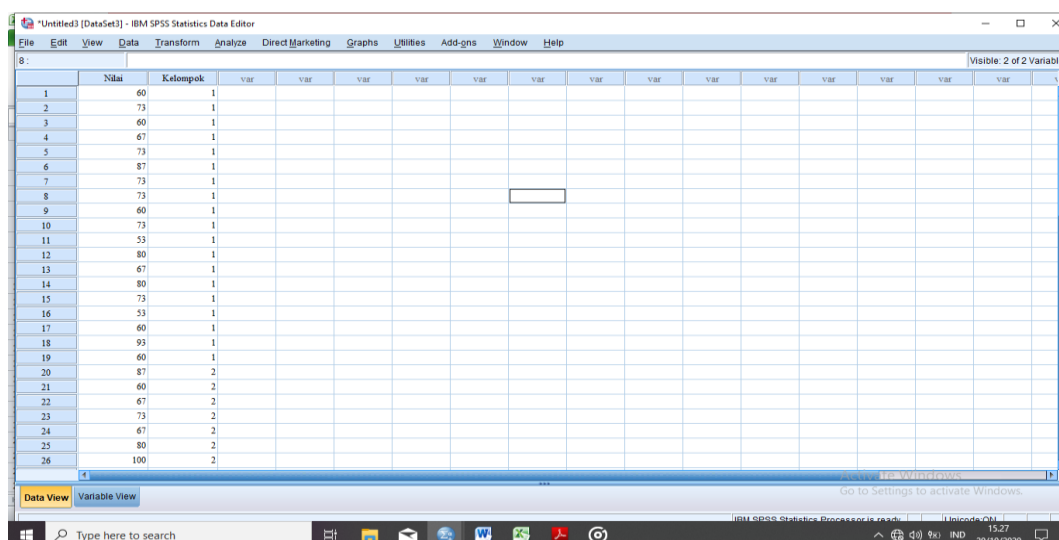 *Untitled3 [DataSet3] - IBM SPSS Statistics Data Editor
File Edit View Data Transform Analyze Direct Marketing Graphs Utilities Add-ons Window Help
8 : Visible: 2 of 2 Variabl
Nilai Kelompok var var var var var var var var var var var var var var
1 60 1
2 73 1
3 60 1
4 67 1
5 73 1
6 87 1
7 73 1
8 73 1
9 60 1
10 73 1
11 53 1
12 80 1
13 67 1
14 80 1
15 73 1
16 53 1
17 60 1
18 93 1
19 60 1
20 87 2
21 60 2
22 67 2
23 73 2
24 67 2
25 80 2
26 100 2
Activate Windows
Data View Variable View Go to Settings to activate Windows.
IBM SPSS Statistics Processor is ready Unicode:ON
Type here to search IND 15.27